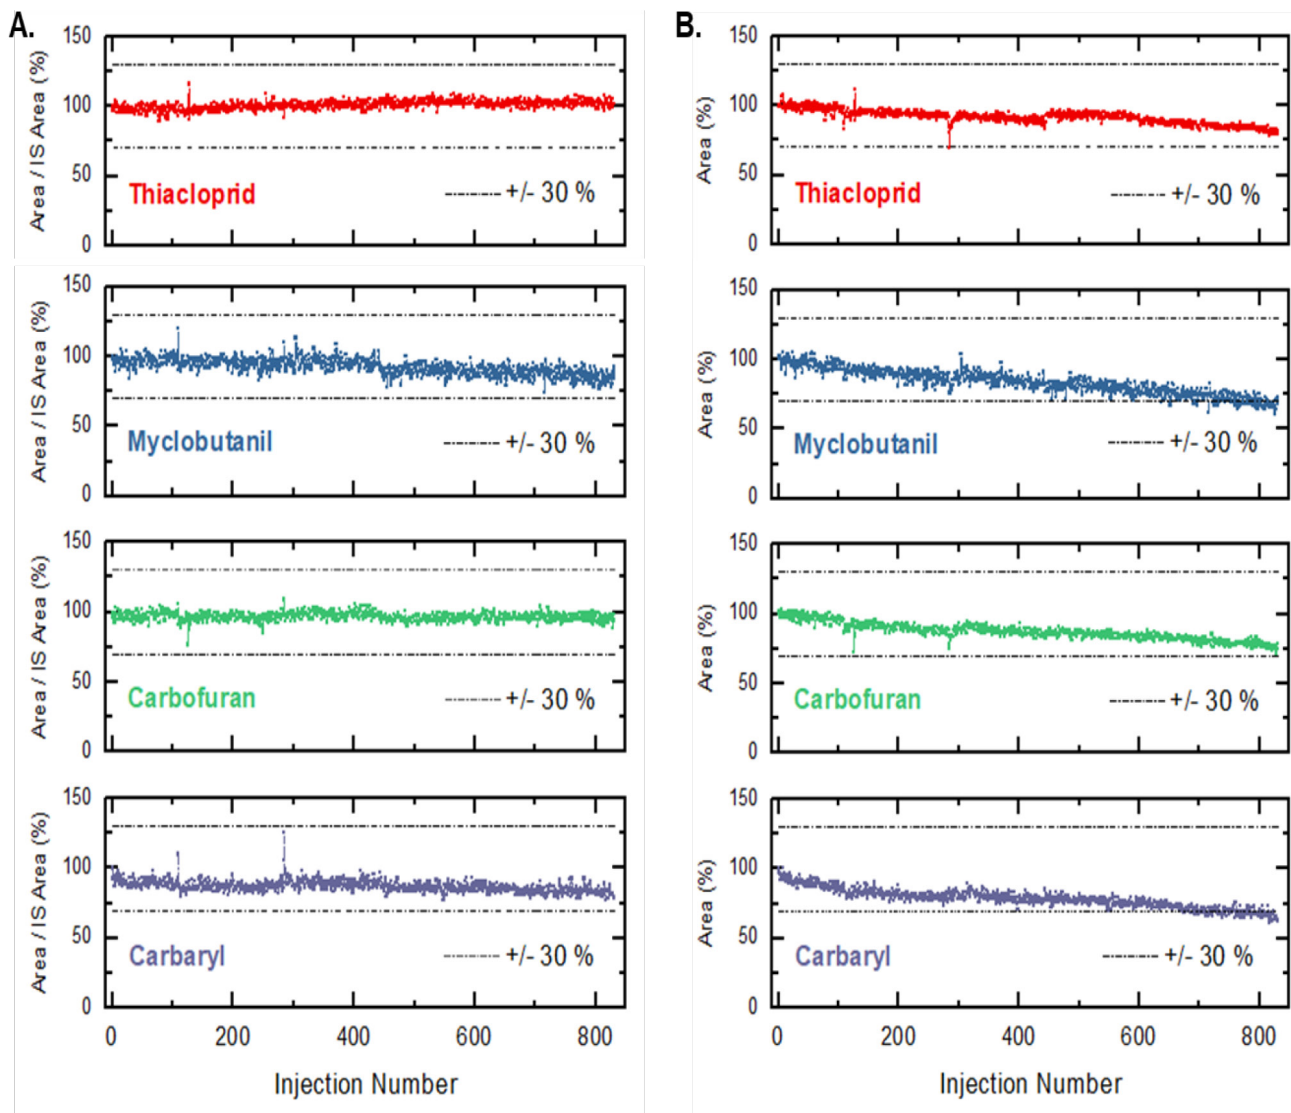 A.
150
100
50
0
Area / IS Area (%)
Thiacloprid
+/- 30 %
150
100
50
0
Area / IS Area (%)
Myclobutanil
+/- 30 %
150
100
50
0
Area / IS Area (%)
Carbofuran
+/- 30 %
150
100
50
0
Area / IS Area (%)
Carbaryl
+/- 30 %
0 200 400 600 800
Injection Number
B.
150
100
50
0
Area (%)
Thiacloprid
+/- 30 %
150
100
50
0
Area (%)
Myclobutanil
+/- 30 %
150
100
50
0
Area (%)
Carbofuran
+/- 30 %
150
100
50
0
Area (%)
Carbaryl
+/- 30 %
0 200 400 600 800
Injection Number